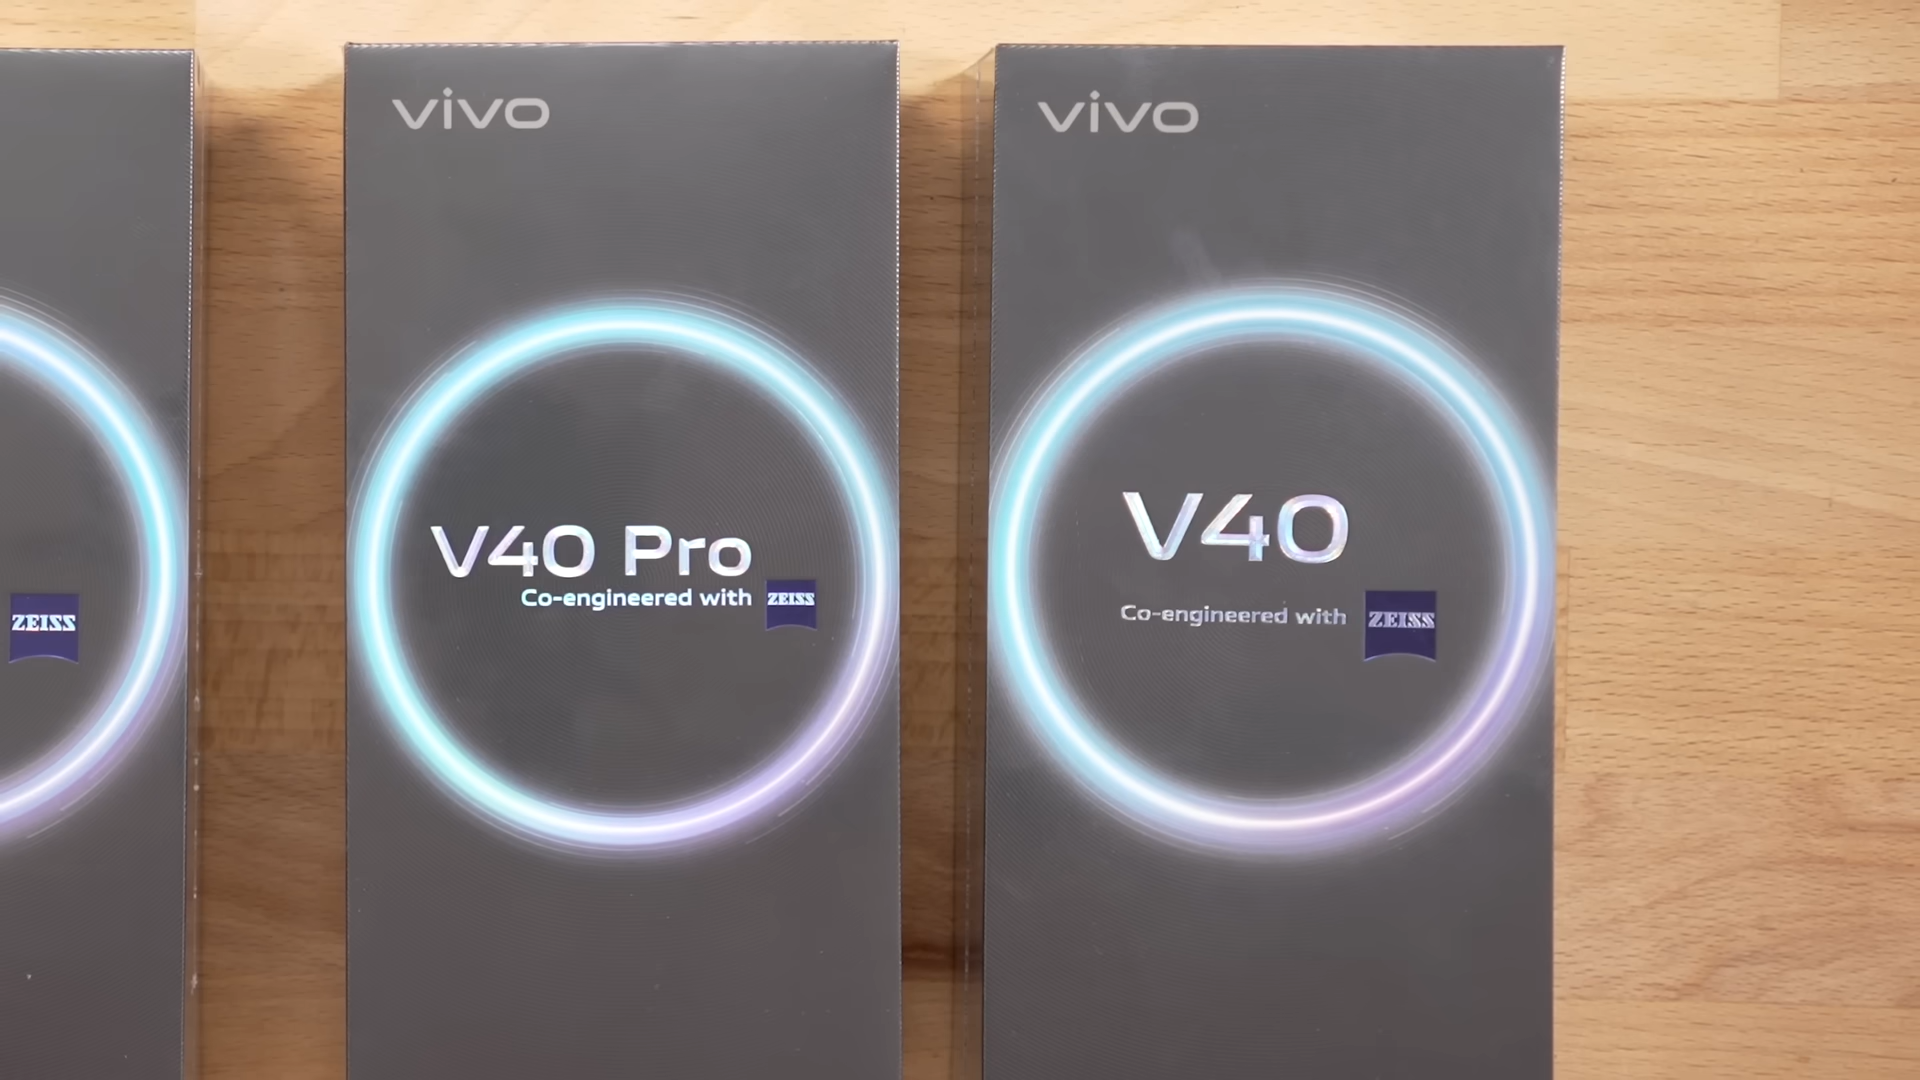 ZEISS
vivo
V40 Pro
Co-engineered with ZEISS
vivo
V40
Co-engineered with ZEISS